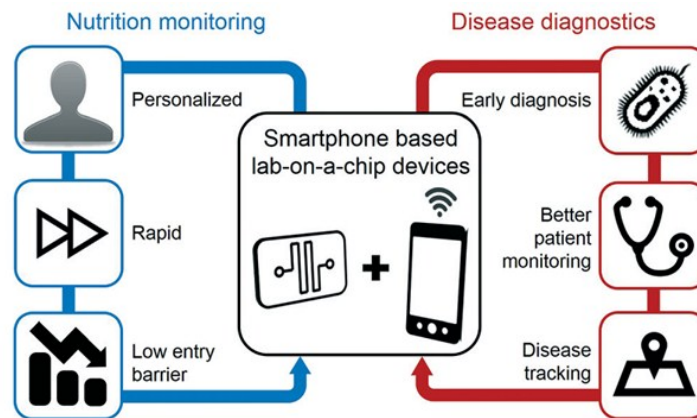 Nutrition monitoring
Disease diagnostics
Personalized
Early diagnosis
Smartphone based
lab-on-a-chip devices
Rapid
Better
patient
monitoring
Low entry
barrier
Disease
tracking